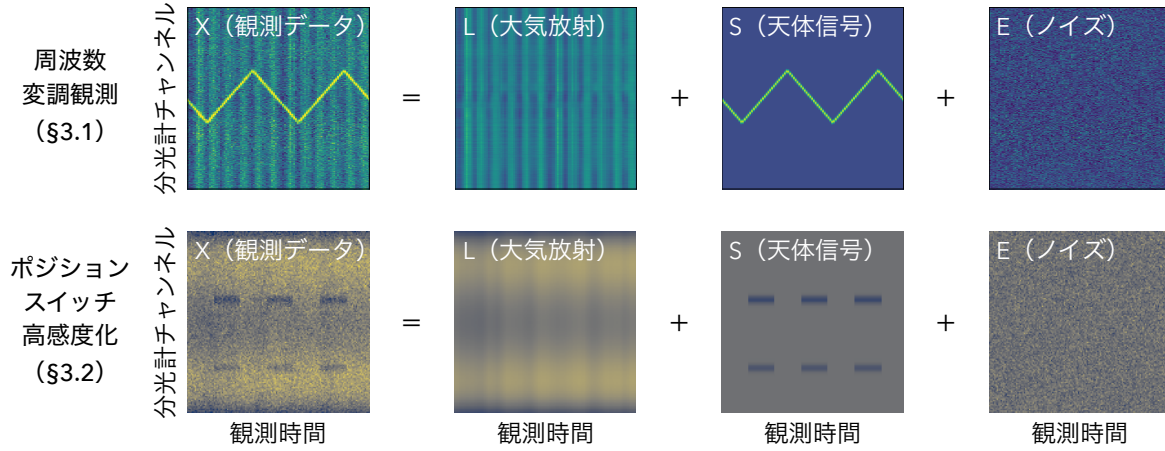 周波数
変調観測
（§3.1）
分光計チャンネル
X（観測データ）
=
L（大気放射）
+
S（天体信号）
+
E（ノイズ）
ポジション
スイッチ
高感度化
（§3.2）
分光計チャンネル
X（観測データ）
=
L（大気放射）
+
S（天体信号）
+
E（ノイズ）
観測時間
観測時間
観測時間
観測時間